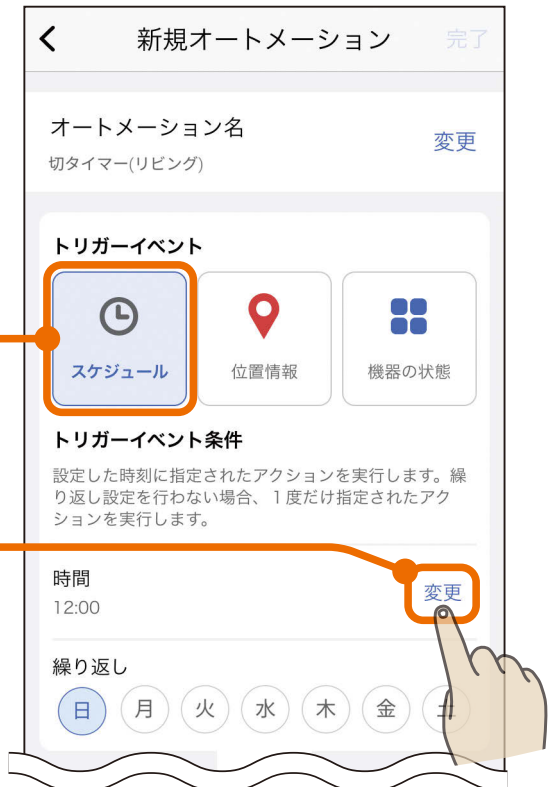 新規オートメーション 完了
オートメーション名
変更
切タイマー(リビング)
トリガーイベント
スケジュール 位置情報 機器の状態
トリガーイベント条件
設定した時刻に指定されたアクションを実行します。繰
り返し設定を行わない場合、1度だけ指定されたアク
ションを実行します。
時間
変更
12:00
繰り返し
日 月 火 水 木 金 土